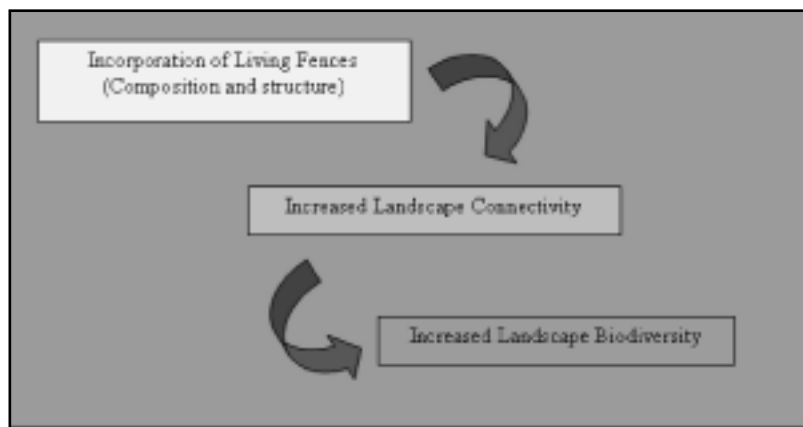 Incorporation of Living Fences
(Composition and structure)
Increased Landscape Connectivity
Increased Landscape Biodiversity